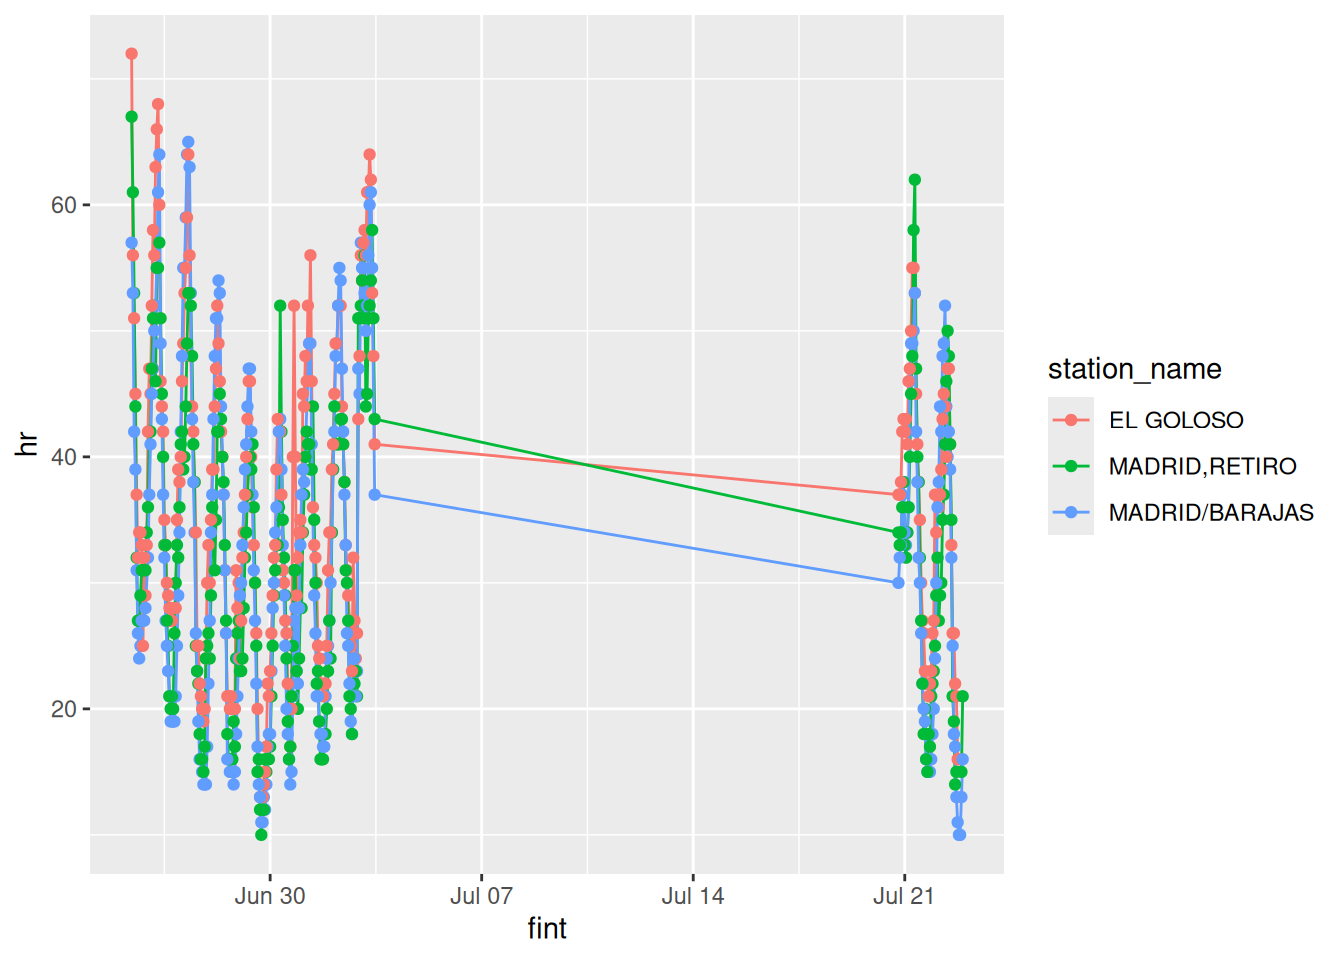 hr
60
40
20
Jun 30
Jul 07
Jul 14
Jul 21
fint
station_name
EL GOLOSO
MADRID,RETIRO
MADRID/BARAJAS